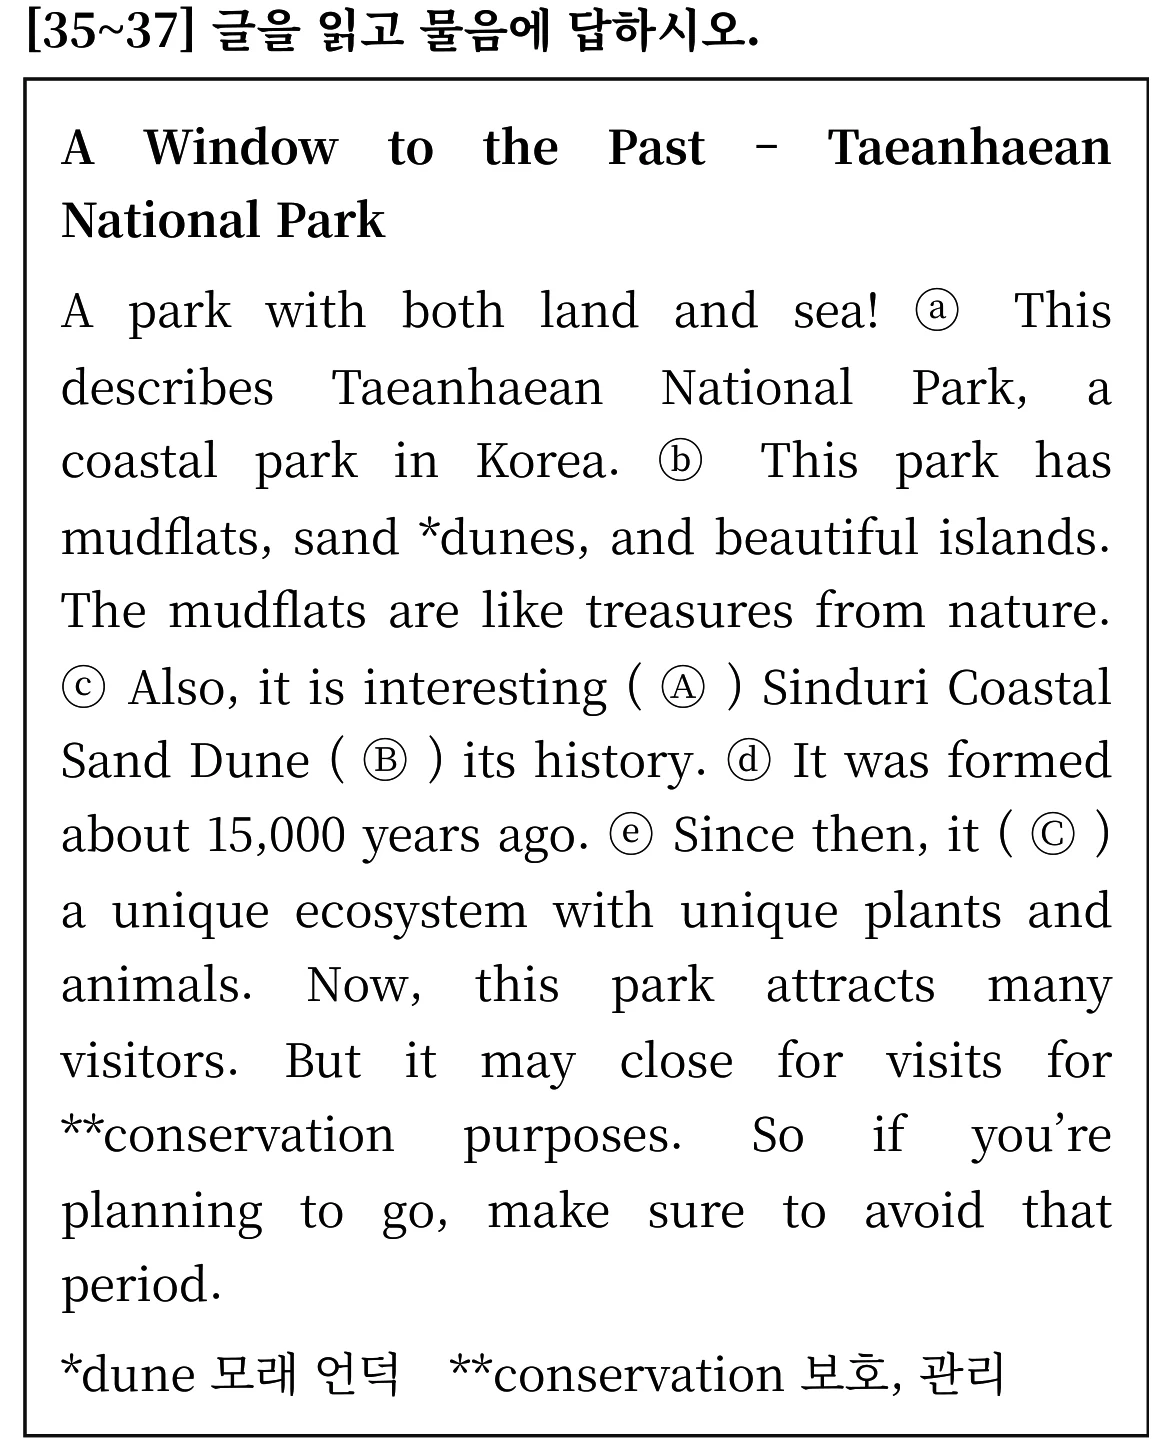 [35~37] 글을 읽고 물음에 답하시오.
A Window to the Past - Taeanhaean
National Park
A park with both land and sea! ⓐ This
describes Taeanhaean National Park, a
coastal park in Korea. ⓑ This park has
mudflats, sand *dunes, and beautiful islands.
The mudflats are like treasures from nature.
ⓒ Also, it is interesting ( Ⓐ ) Sinduri Coastal
Sand Dune ( Ⓑ ) its history. ⓓ It was formed
about 15,000 years ago. ⓔ Since then, it ( Ⓒ )
a unique ecosystem with unique plants and
animals. Now, this park attracts many
visitors. But it may close for visits for
**conservation purposes. So if you’re
planning to go, make sure to avoid that
period.
*dune 모래 언덕 **conservation 보호, 관리